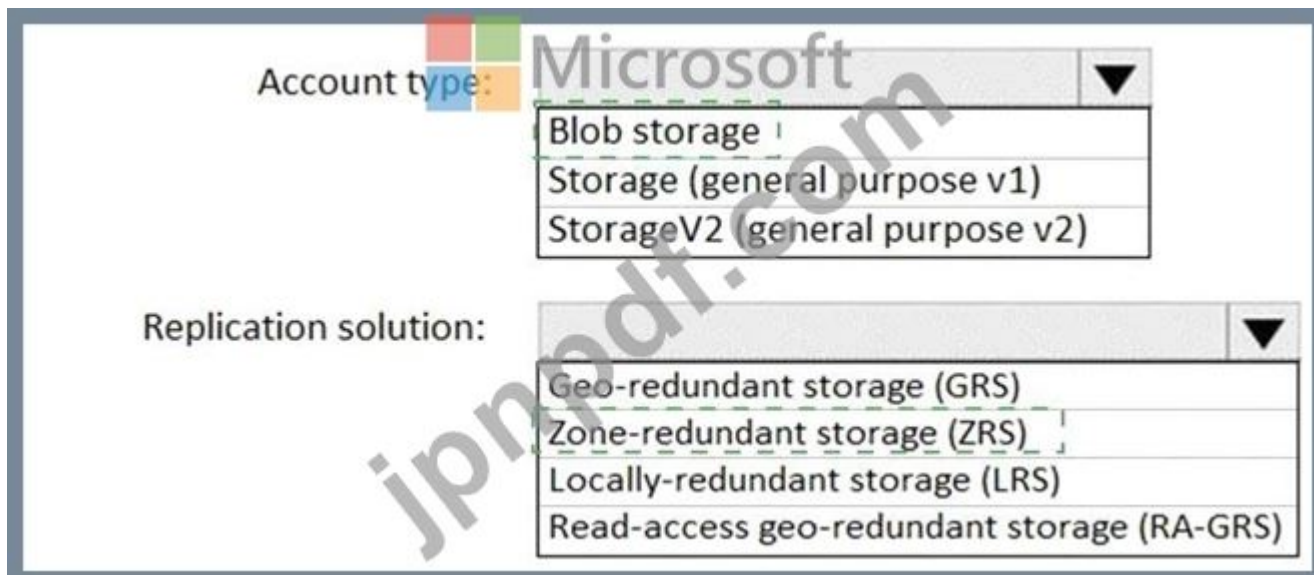 Microsoft
Account type:
Blob storage
Storage (general purpose v1)
StorageV2 (general purpose v2)
Replication solution:
Geo-redundant storage (GRS)
Zone-redundant storage (ZRS)
Locally-redundant storage (LRS)
Read-access geo-redundant storage (RA-GRS)
jpnpdf.com